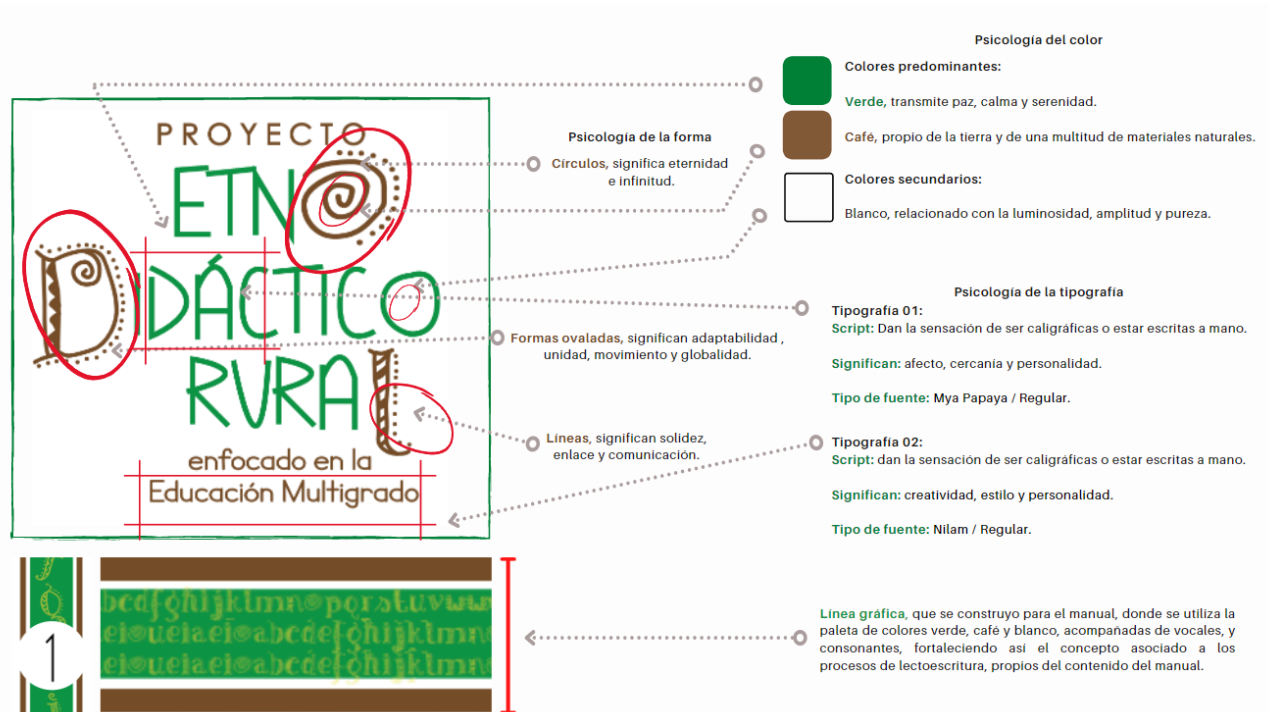 PROYECTO
ETNO
DIDÁCTICO
RURAL
enfocado en la
Educación Multigrado
Psicología de la forma
Círculos, significa eternidad
e infinitud.
Formas ovaladas, significan adaptabilidad ,
unidad, movimiento y globalidad.
Líneas, significan solidez,
enlace y comunicación.
Psicología del color
Colores predominantes:
Verde, transmite paz, calma y serenidad.
Café, propio de la tierra y de una multitud de materiales naturales.
Colores secundarios:
Blanco, relacionado con la luminosidad, amplitud y pureza.
Psicología de la tipografía
Tipografía 01:
Script: Dan la sensación de ser caligráficas o estar escritas a mano.
Significan: afecto, cercanía y personalidad.
Tipo de fuente: Mya Papaya / Regular.
Tipografía 02:
Script: dan la sensación de ser caligráficas o estar escritas a mano.
Significan: creatividad, estilo y personalidad.
Tipo de fuente: Nilam / Regular.
1
bcdfghijklmnopqrstuvw
eioueiaeioabcdefghijklmn
eioueiaeioabcdefghijklmn
Línea gráfica, que se construyo para el manual, donde se utiliza la
paleta de colores verde, café y blanco, acompañadas de vocales, y
consonantes, fortaleciendo así el concepto asociado a los
procesos de lectoescritura, propios del contenido del manual.